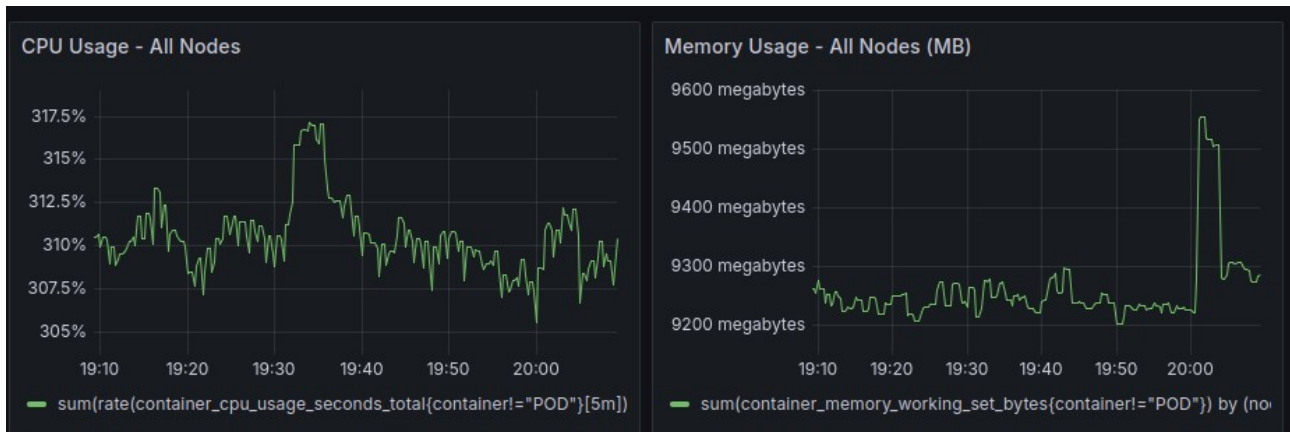 CPU Usage - All Nodes
317.5%
315%
312.5%
310%
307.5%
305%
19:10 19:20 19:30 19:40 19:50 20:00
sum(rate(container_cpu_usage_seconds_total{container!="POD"}[5m])
Memory Usage - All Nodes (MB)
9600 megabytes
9500 megabytes
9400 megabytes
9300 megabytes
9200 megabytes
19:10 19:20 19:30 19:40 19:50 20:00
sum(container_memory_working_set_bytes{container!="POD"}) by (no